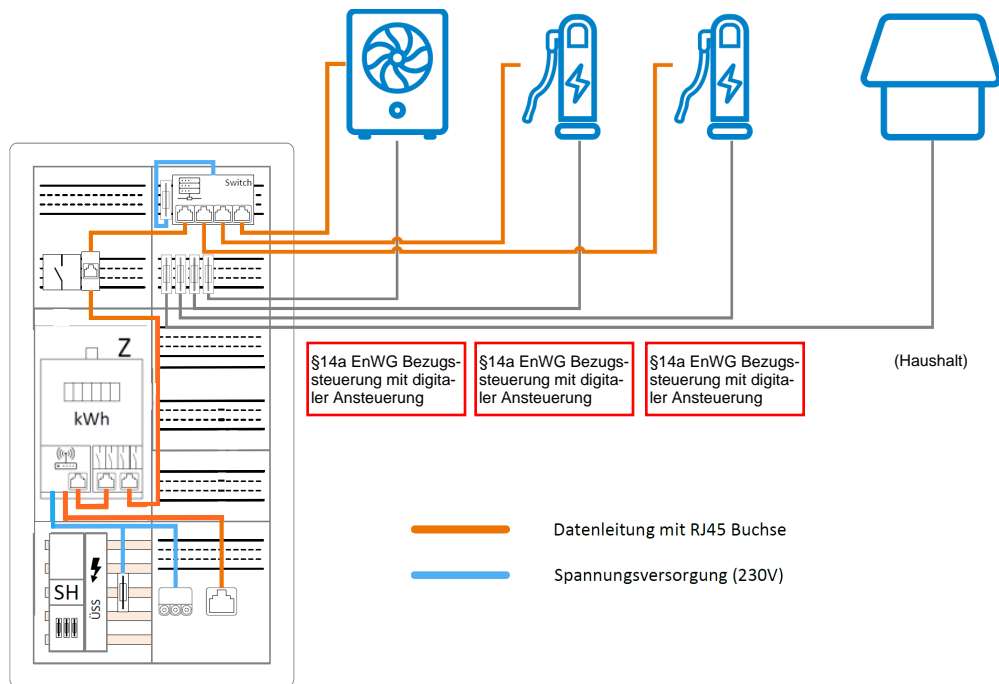 Switch
Z
kWh
§14a EnWG Bezugs-
steuerung mit digita-
ler Ansteuerung
§14a EnWG Bezugs-
steuerung mit digita-
ler Ansteuerung
§14a EnWG Bezugs-
steuerung mit digita-
ler Ansteuerung
(Haushalt)
SH
ÜSS
Datenleitung mit RJ45 Buchse
Spannungsversorgung (230V)